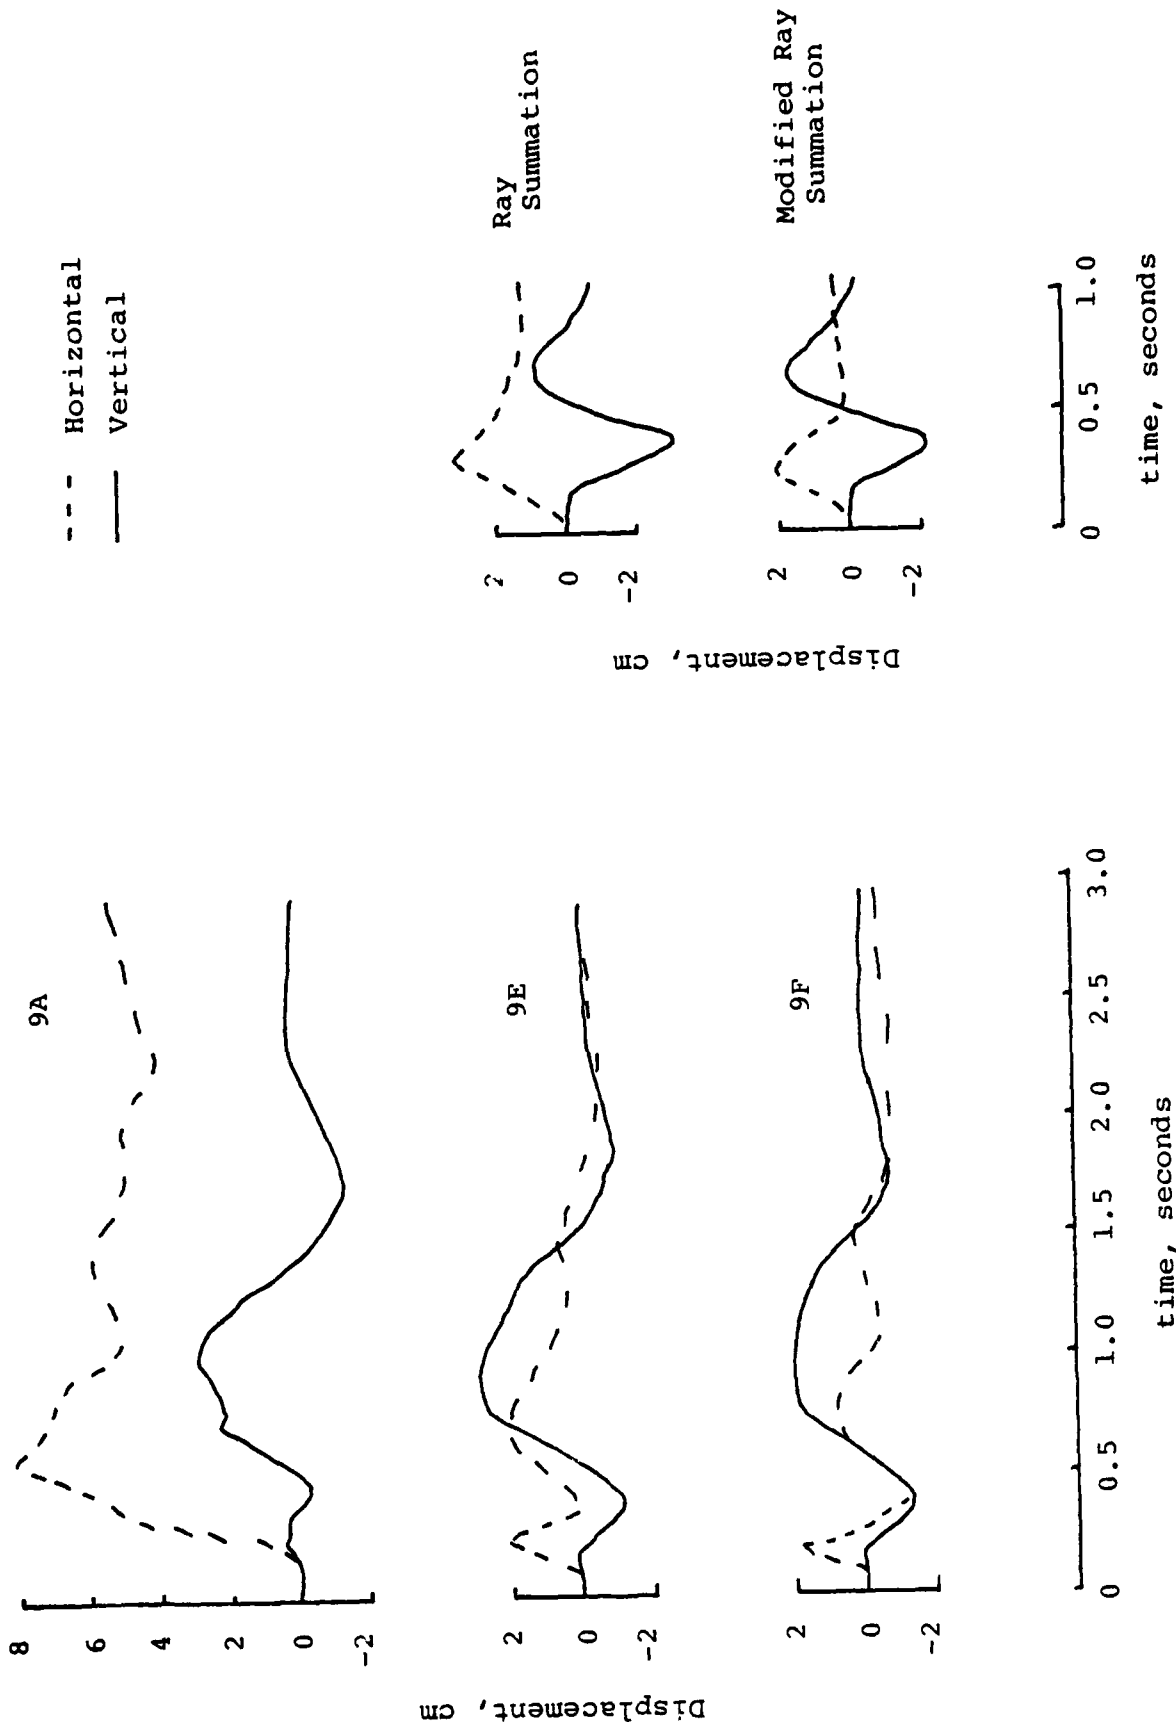 --- Horizontal
Vertical
9A
8
6
4
2
0
-2
9E
2
0
-2
9F
2
0
-2
Displacement, cm
0
0.5
1.0
1.5
2.0
2.5
3.0
time, seconds
Ray
Summation
2
0
-2
Modified Ray
Summation
2
0
-2
Displacement, cm
0
0.5
1.0
time, seconds